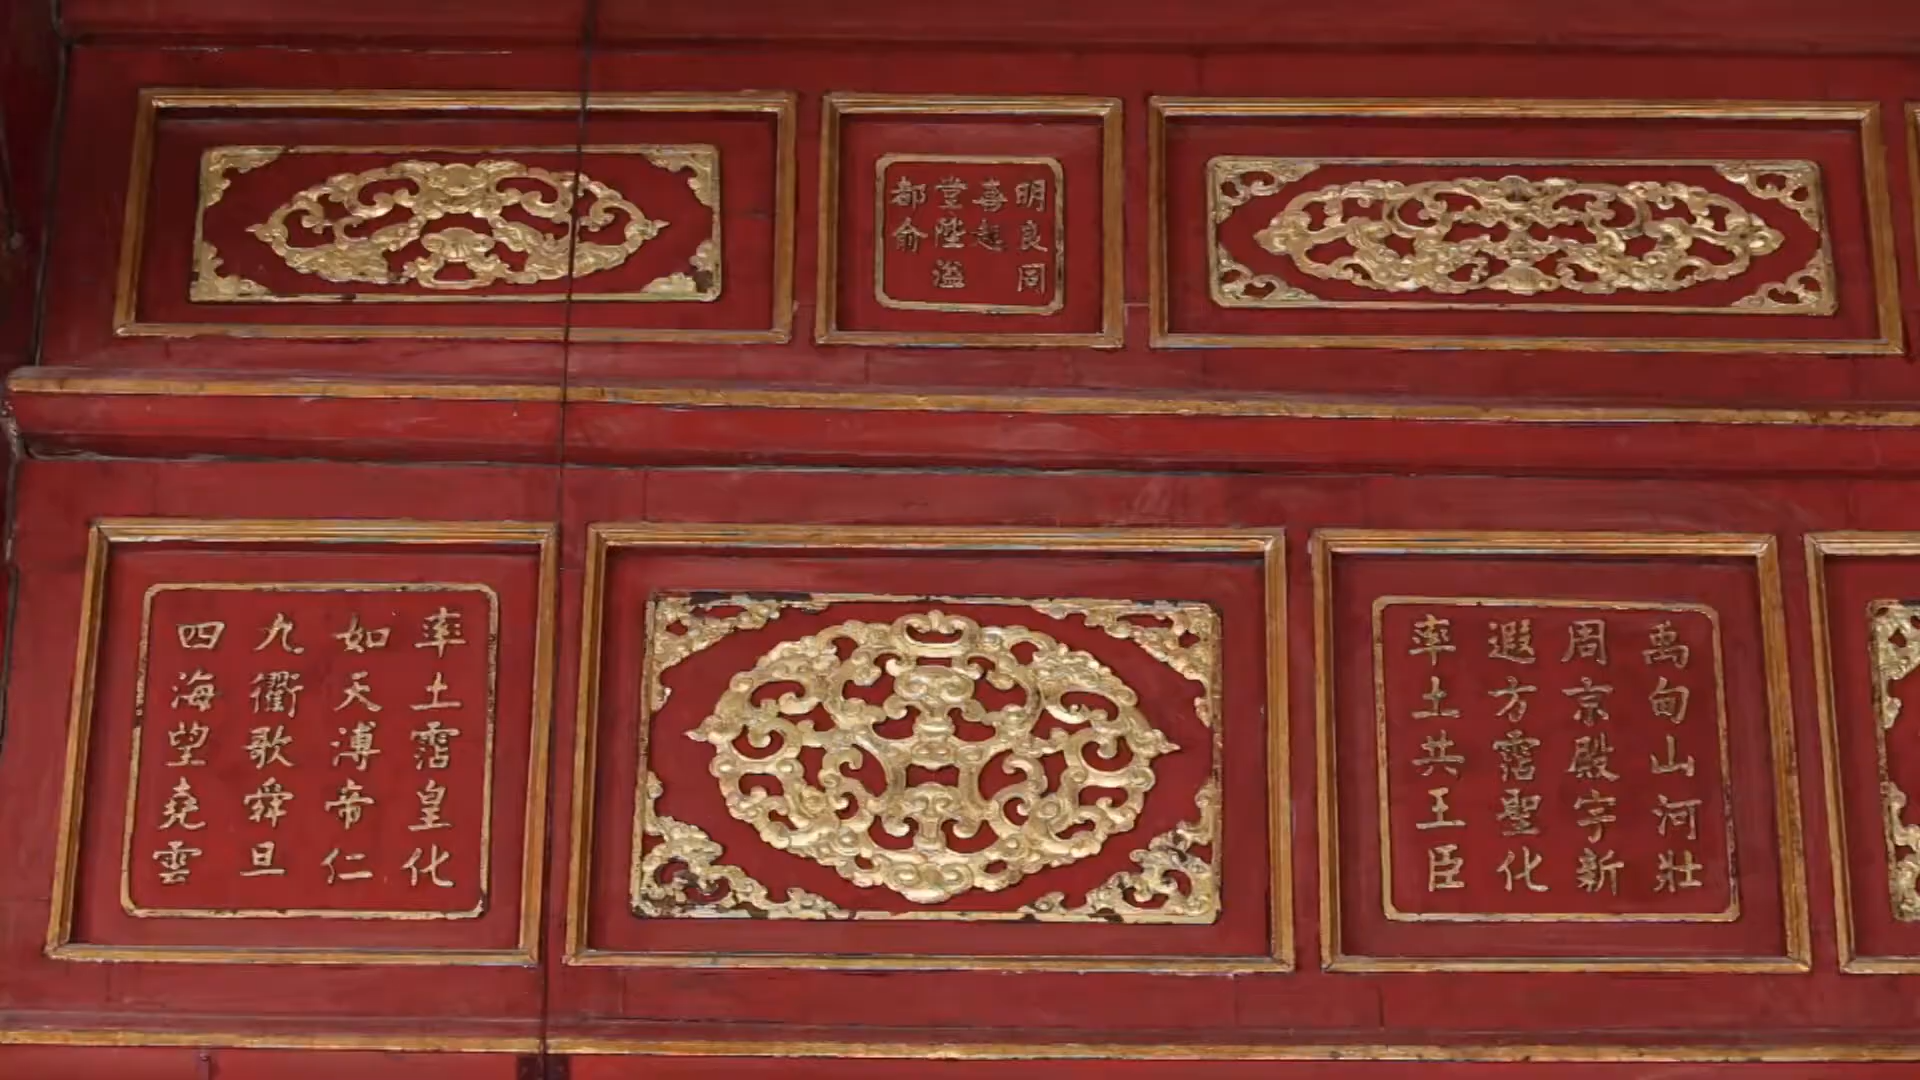 明良同
喜起
堂陛溢
都俞
禹甸山河壯
周京殿宇新
遐方霑聖化
率土共王臣
率土霑皇化
如天溥帝仁
九衢歌舜旦
四海望堯雲